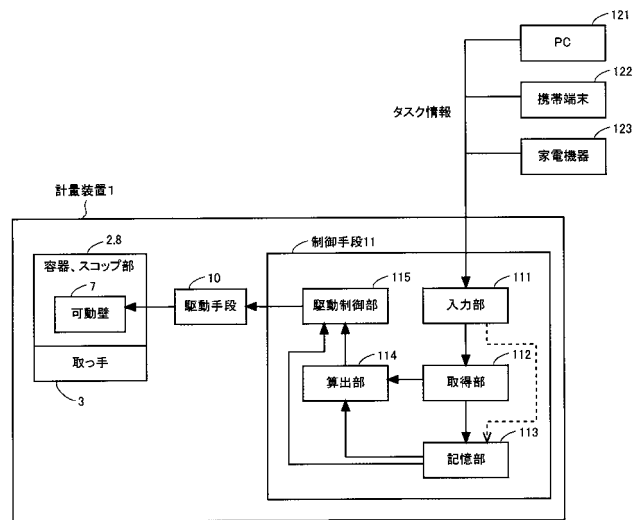 121
PC
122
携帯端末
タスク情報
123
家電機器
計量装置1
2,8
容器、スコップ部
7
可動壁
取っ手
3
10
駆動手段
制御手段11
115
駆動制御部
111
入力部
114
算出部
112
取得部
113
記憶部